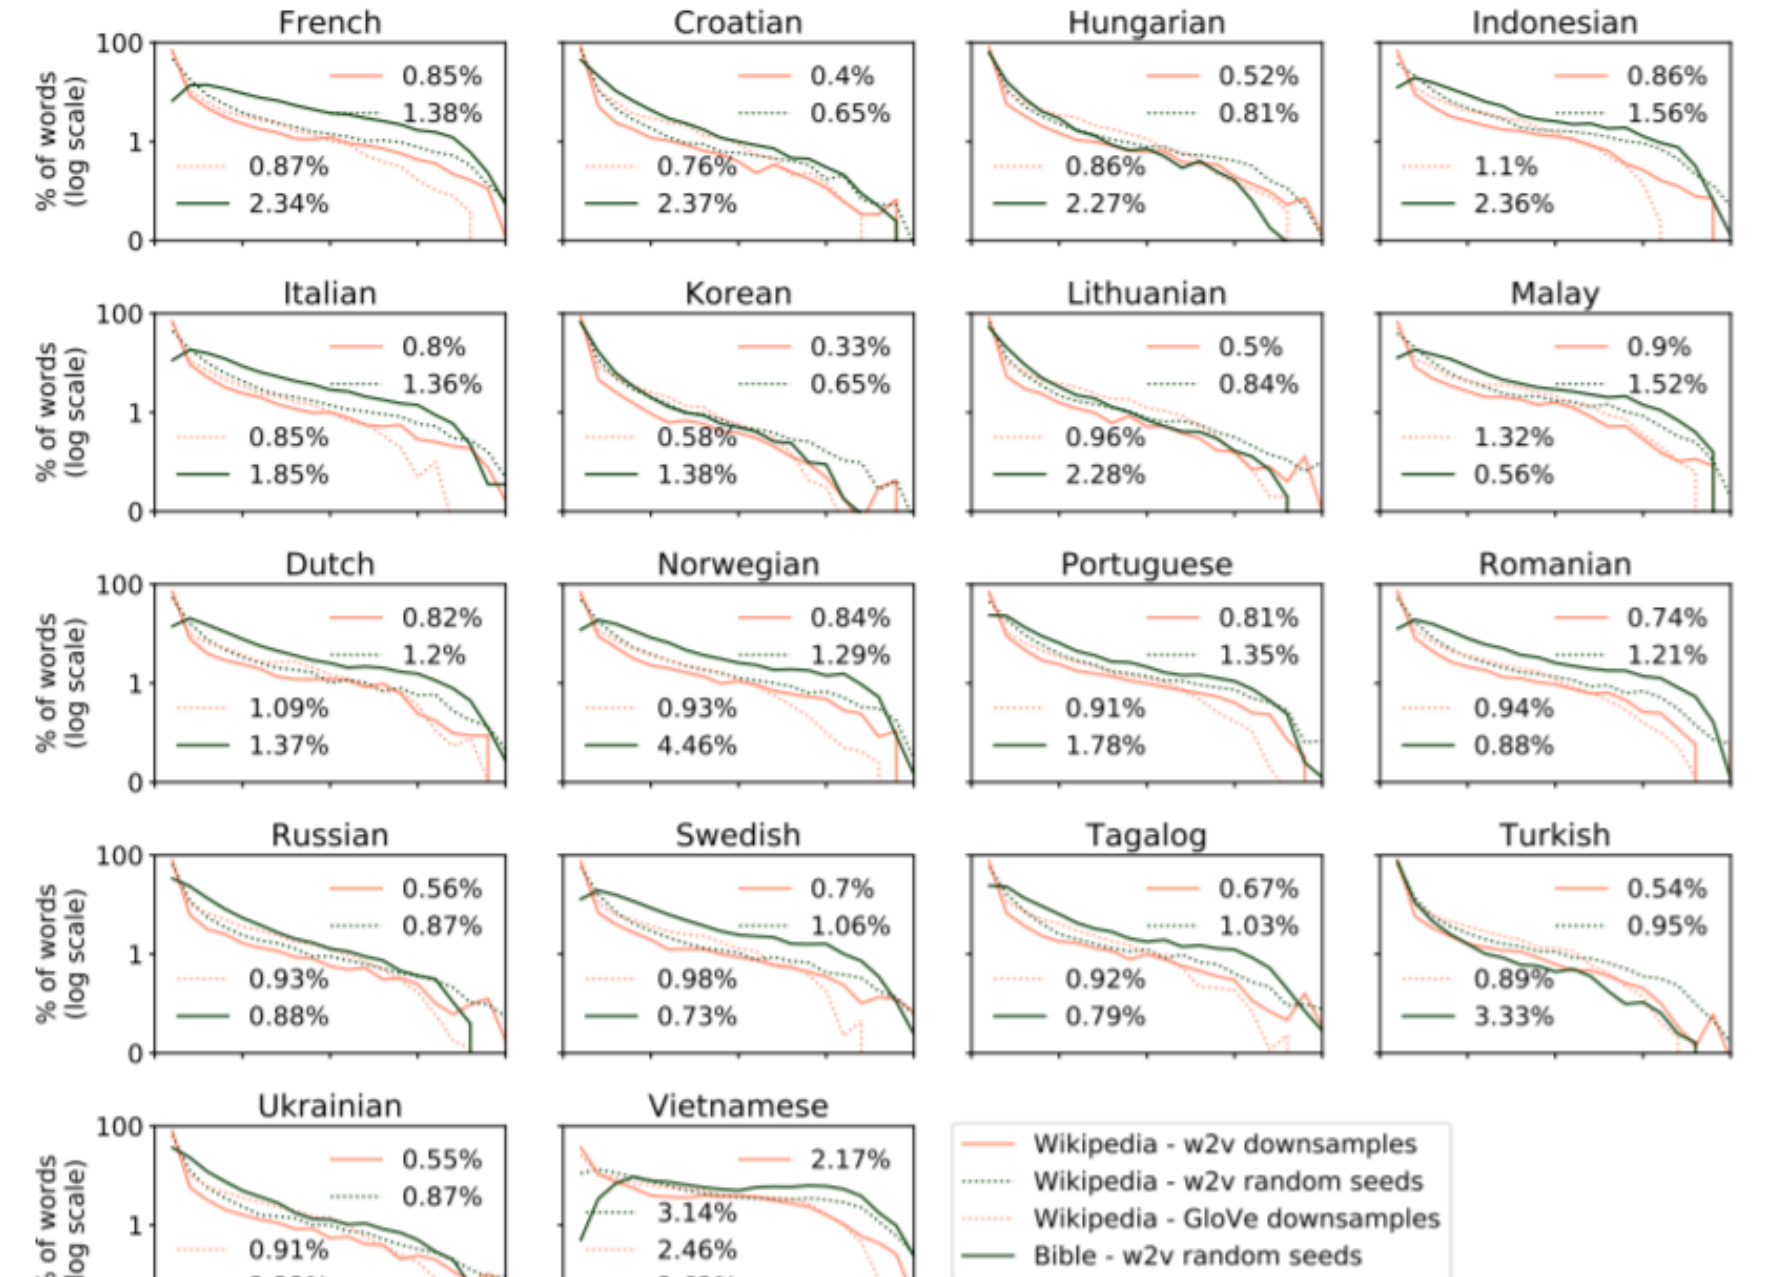 French
Croatian
Hungarian
Indonesian
% of words
(log scale)
100
1
0
0.85%
1.38%
0.87%
2.34%
0.4%
0.65%
0.76%
2.37%
0.52%
0.81%
0.86%
2.27%
0.86%
1.56%
1.1%
2.36%
Italian
Korean
Lithuanian
Malay
% of words
(log scale)
100
1
0
0.8%
1.36%
0.85%
1.85%
0.33%
0.65%
0.58%
1.38%
0.5%
0.84%
0.96%
2.28%
0.9%
1.52%
1.32%
0.56%
Dutch
Norwegian
Portuguese
Romanian
% of words
(log scale)
100
1
0
0.82%
1.2%
1.09%
1.37%
0.84%
1.29%
0.93%
4.46%
0.81%
1.35%
0.91%
1.78%
0.74%
1.21%
0.94%
0.88%
Russian
Swedish
Tagalog
Turkish
% of words
(log scale)
100
1
0
0.56%
0.87%
0.93%
0.88%
0.7%
1.06%
0.98%
0.73%
0.67%
1.03%
0.92%
0.79%
0.54%
0.95%
0.89%
3.33%
Ukrainian
Vietnamese
of words
log scale)
100
1
0.55%
0.87%
0.91%
2.17%
3.14%
2.46%
Wikipedia - w2v downsamples
Wikipedia - w2v random seeds
Wikipedia - GloVe downsamples
Bible - w2v random seeds